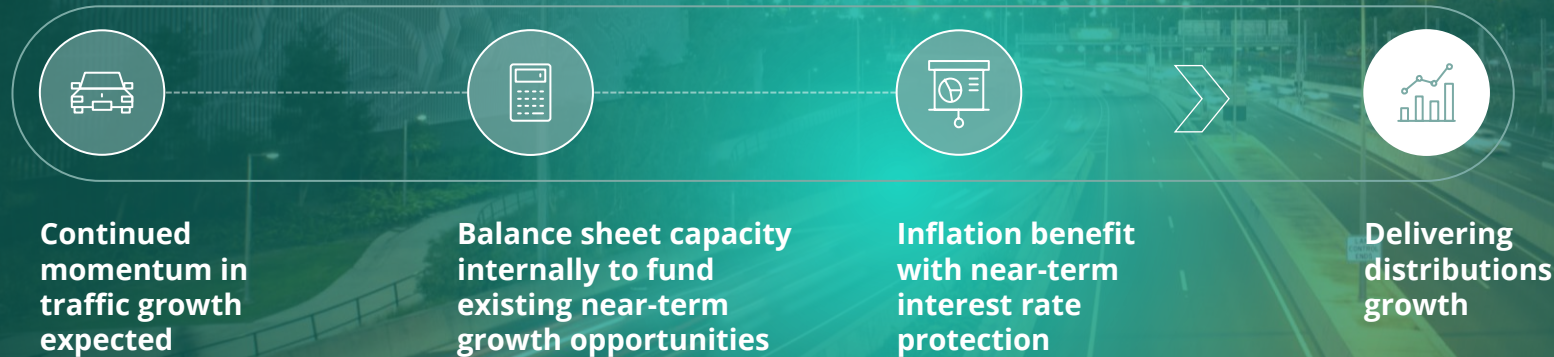 Continued
momentum in
traffic growth
expected
Balance sheet capacity
internally to fund
existing near-term
growth opportunities
Inflation benefit
with near-term
interest rate
protection
Delivering
distributions
growth